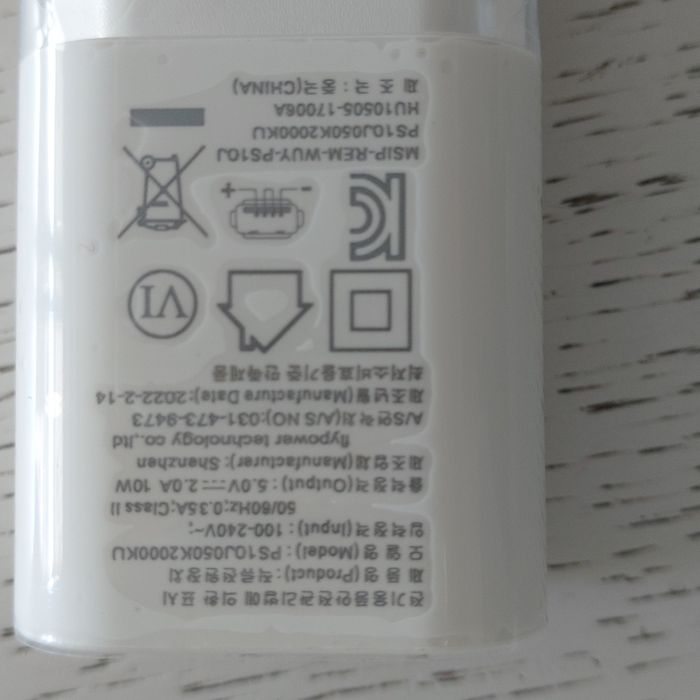 전기용품안전관리법에 의한 표시
제 품 명 (Product) : 직류전원장치
모 델 명 (Model) : PS10J050K2000KU
입력정격 (Input) : 100-240V~;
50/60Hz;0.35A;Class II
출력정격 (Output) : 5.0V⎓2.0A 10W
제조업체 (Manufacturer): Shenzhen
flypower technology co.,ltd
A/S연락처(A/S NO):031-473-9473
제조년월 (Manufacture Date):2022-2-14
최저소비효율기준 만족제품
VI
- +
MSIP-REM-WUY-PS10J
PS10J050K2000KU
HU10505-17006A
제 조 국 : 중국(CHINA)